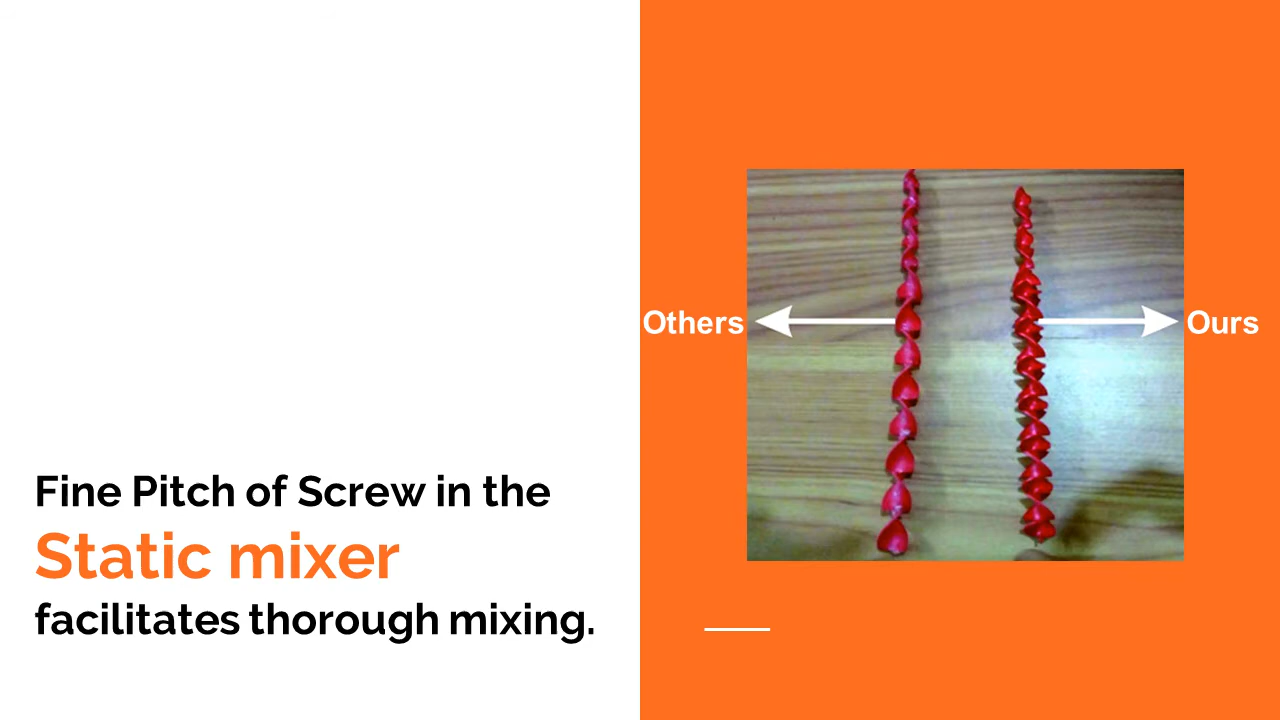 Fine Pitch of Screw in the
Static mixer
facilitates thorough mixing.
Others
Ours